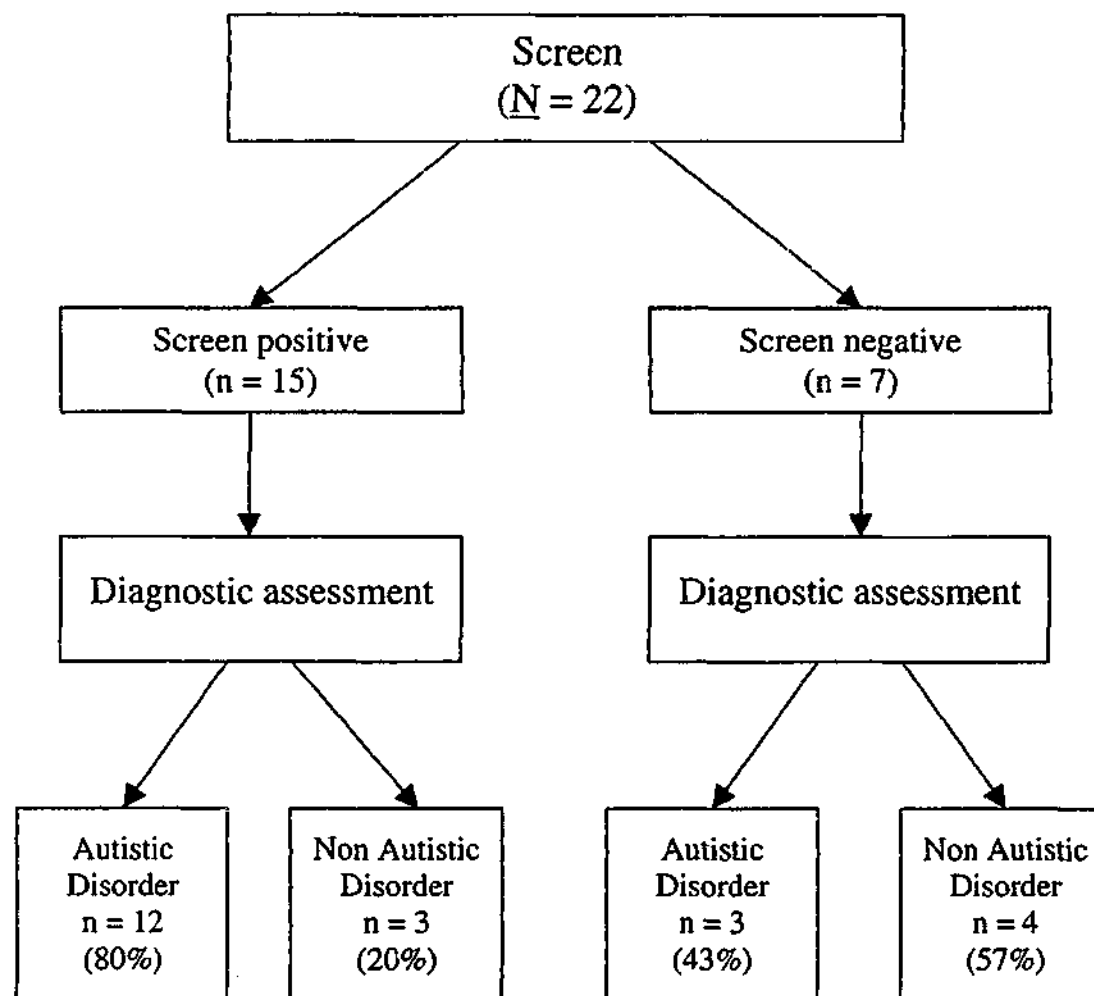 Screen
(N = 22)
Screen positive
(n = 15)
Screen negative
(n = 7)
Diagnostic assessment
Diagnostic assessment
Autistic
Disorder
n = 12
(80%)
Non Autistic
Disorder
n = 3
(20%)
Autistic
Disorder
n = 3
(43%)
Non Autistic
Disorder
n = 4
(57%)